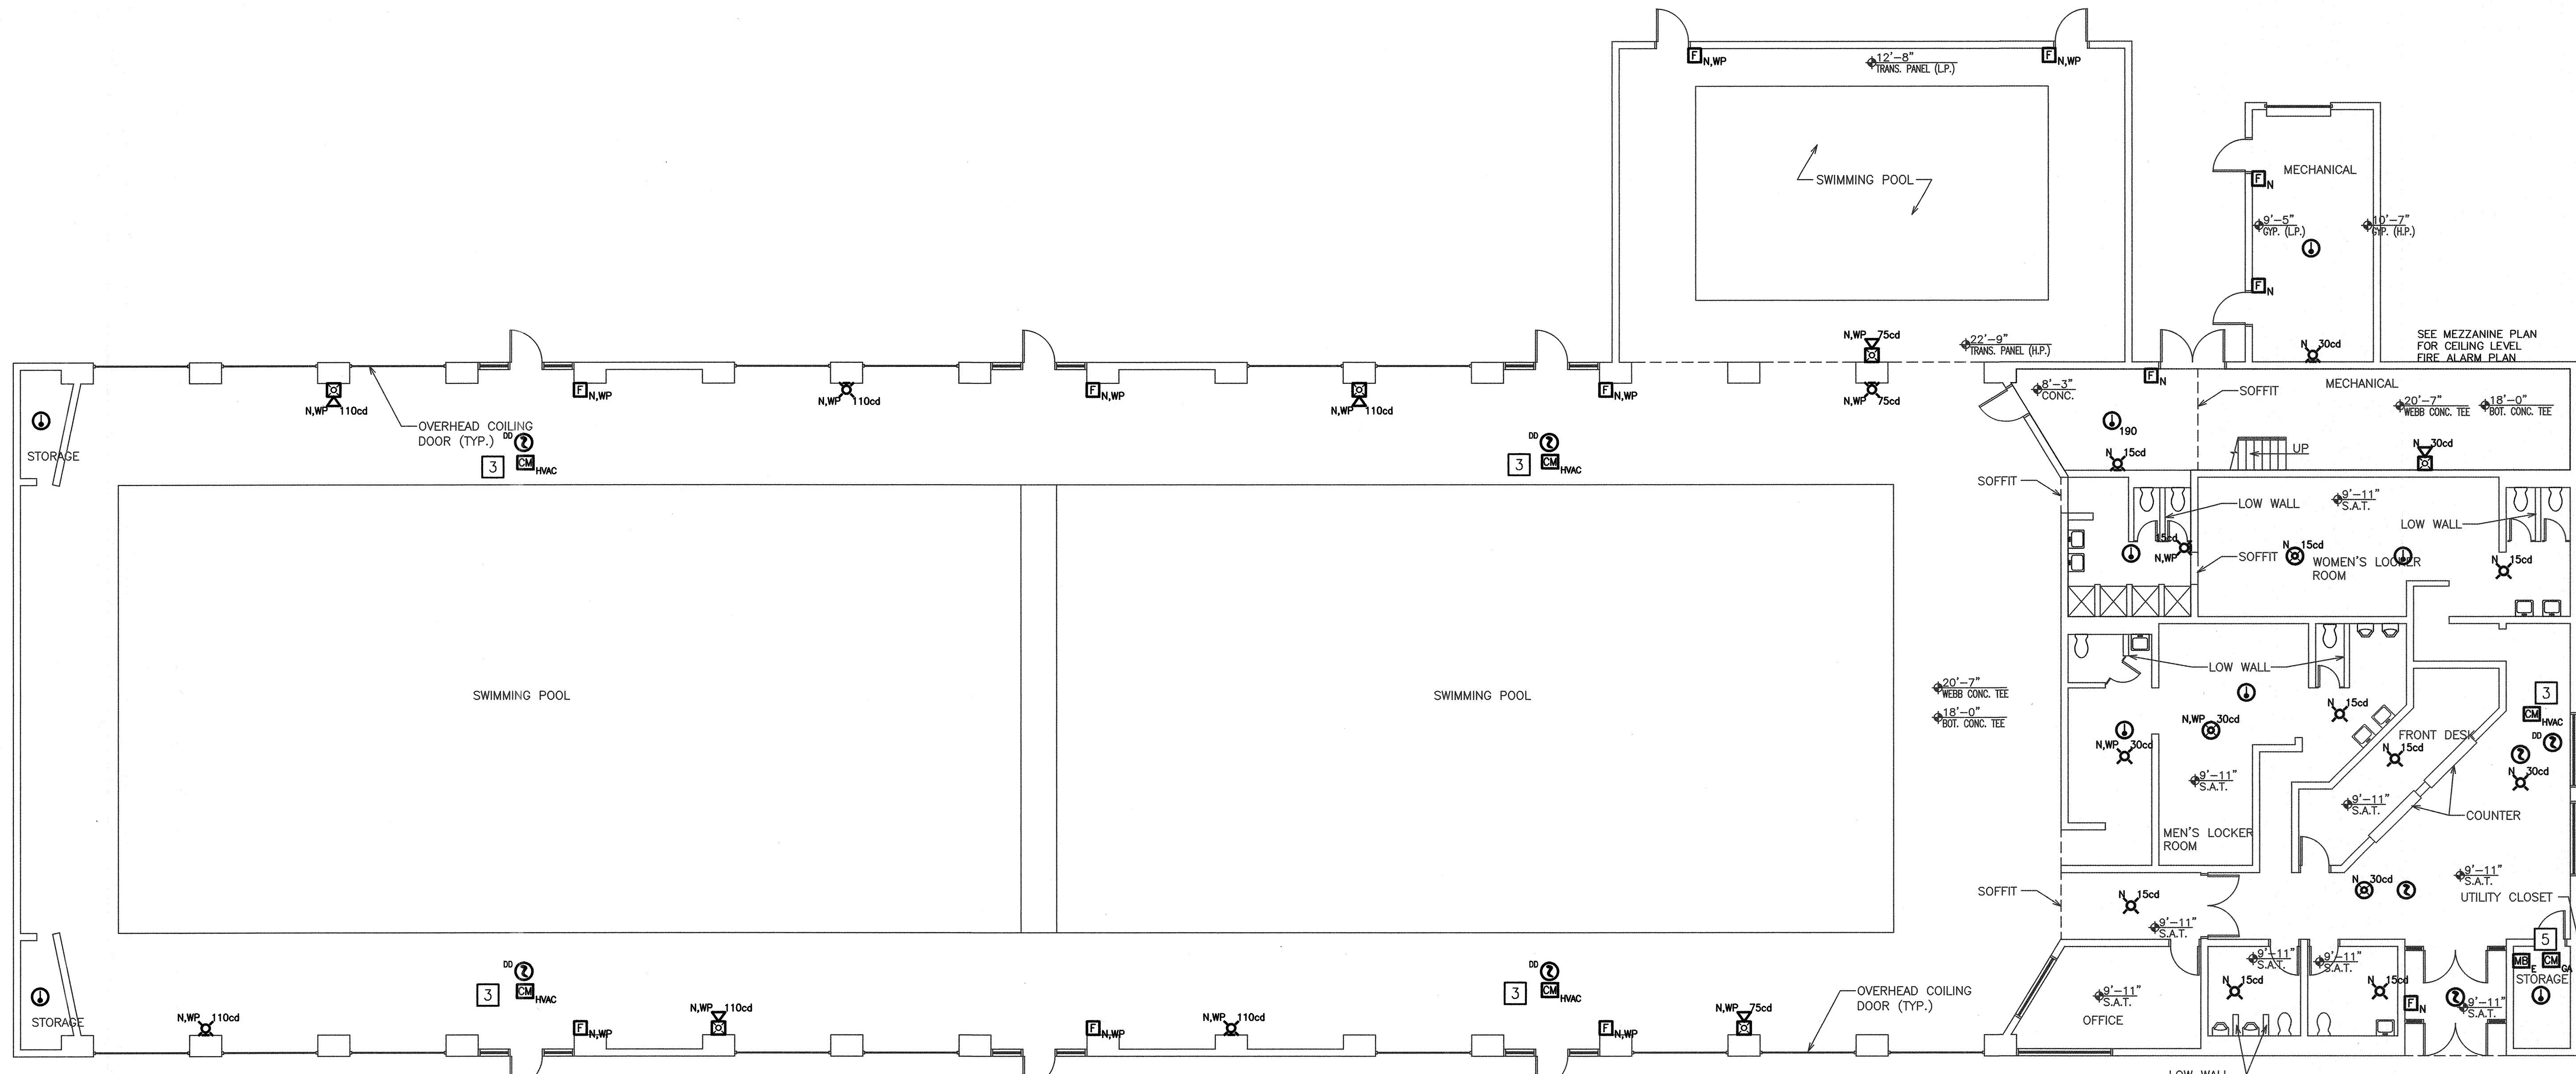 F N,WP
F N,WP
12'-8"
TRANS. PANEL (L.P.)
SWIMMING POOL
MECHANICAL
F N
9'-5"
GYP. (L.P.)
10'-7"
GYP. (H.P.)
F N
N,WP 75cd
22'-9"
TRANS. PANEL (H.P.)
N 30cd
SEE MEZZANINE PLAN
FOR CEILING LEVEL
FIRE ALARM PLAN
N,WP 110cd
F N,WP
N,WP 110cd
F N,WP
N,WP 110cd
F N,WP
N,WP 75cd
8'-3"
CONC.
F N
SOFFIT
MECHANICAL
20'-7"
WEBB CONC. TEE
18'-0"
BOT. CONC. TEE
OVERHEAD COILING
DOOR (TYP.)
DD
3
CM HVAC
DD
3
CM HVAC
190
N 15cd
UP
N 30cd
STORAGE
SOFFIT
LOW WALL
9'-11"
S.A.T.
LOW WALL
15cd
N,WP
SOFFIT
N 15cd
WOMEN'S LOCKER
ROOM
N 15cd
SWIMMING POOL
SWIMMING POOL
20'-7"
WEBB CONC. TEE
18'-0"
BOT. CONC. TEE
LOW WALL
N 15cd
N,WP 30cd
N,WP 30cd
9'-11"
S.A.T.
MEN'S LOCKER
ROOM
FRONT DESK
N 15cd
9'-11"
S.A.T.
COUNTER
3
CM HVAC
DD
N 30cd
N 30cd
9'-11"
S.A.T.
UTILITY CLOSET
SOFFIT
N 15cd
9'-11"
S.A.T.
5
MB E
CM GA
STORAGE
DD
3
CM HVAC
DD
3
CM HVAC
STORAGE
N,WP 110cd
F N,WP
N,WP 110cd
F N,WP
N,WP 110cd
F N,WP
N,WP 75cd
OVERHEAD COILING
DOOR (TYP.)
9'-11"
S.A.T.
OFFICE
9'-11"
S.A.T.
N 15cd
9'-11"
S.A.T.
N 15cd
F N
9'-11"
S.A.T.
LOW WALL